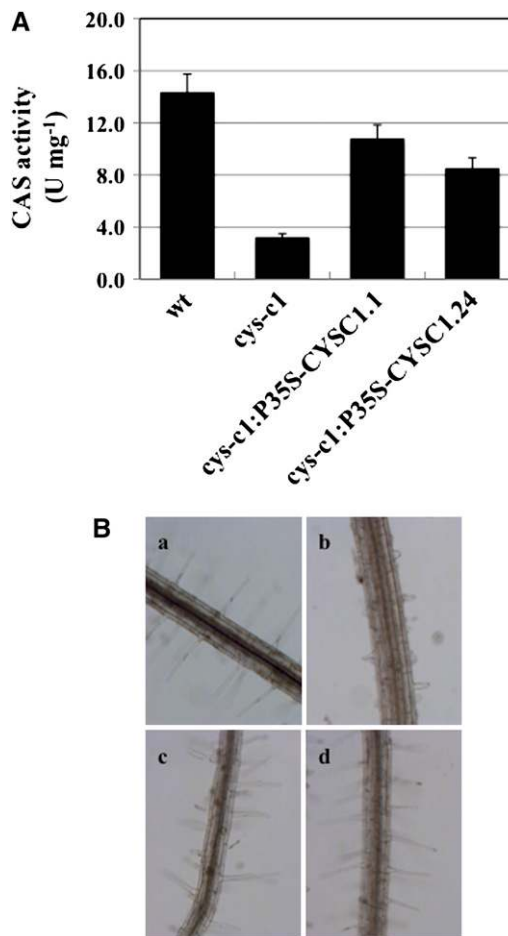 A
CAS activity
(U mg⁻¹)
20.0
16.0
12.0
8.0
4.0
0.0
wt
cys-c1
cys-c1:P35S-CYSC1.1
cys-c1:P35S-CYSC1.24
B
a
b
c
d